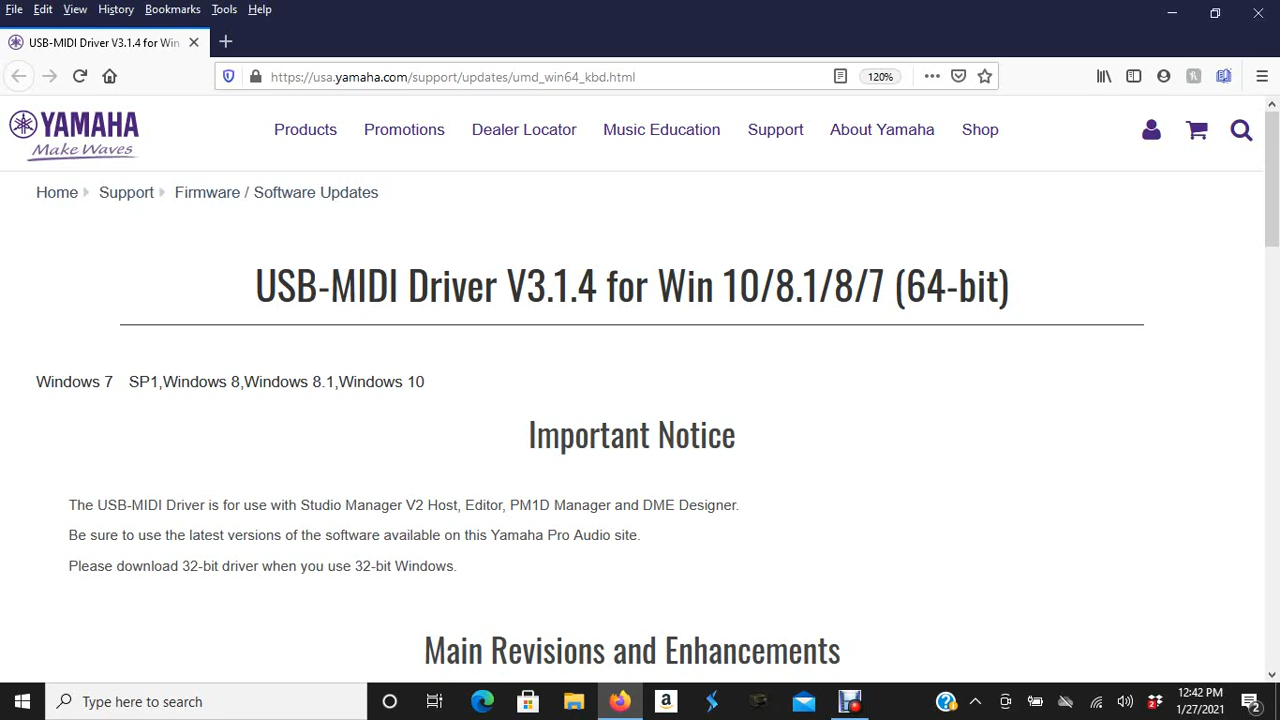 File Edit View History Bookmarks Tools Help
USB-MIDI Driver V3.1.4 for Win
https://usa.yamaha.com/support/updates/umd_win64_kbd.html
120%
YAMAHA
Make Waves
Products Promotions Dealer Locator Music Education Support About Yamaha Shop
Home Support Firmware / Software Updates
USB-MIDI Driver V3.1.4 for Win 10/8.1/8/7 (64-bit)
Windows 7 SP1,Windows 8,Windows 8.1,Windows 10
Important Notice
The USB-MIDI Driver is for use with Studio Manager V2 Host, Editor, PM1D Manager and DME Designer.
Be sure to use the latest versions of the software available on this Yamaha Pro Audio site.
Please download 32-bit driver when you use 32-bit Windows.
Main Revisions and Enhancements
Type here to search
12:42 PM
1/27/2021
2